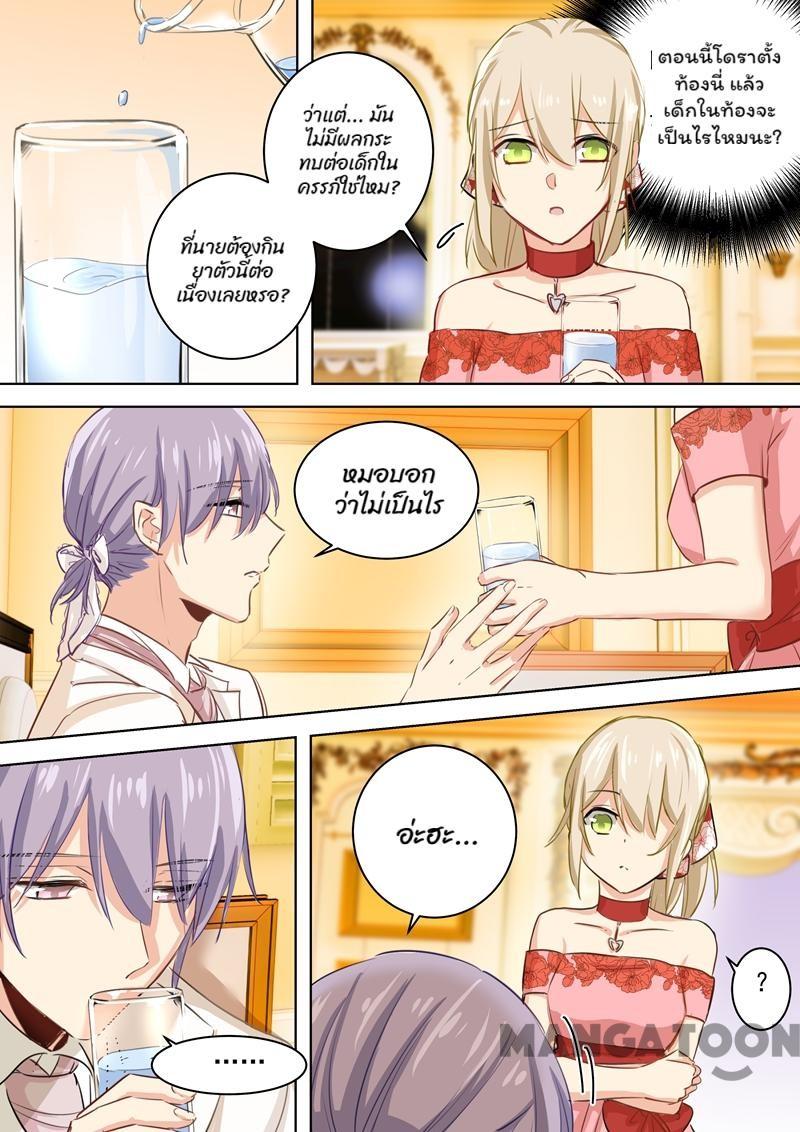 ตอนนี้โดราตั้ง
ท้องนี่ แล้ว
เด็กในท้องจะ
เป็นไรไหมนะ?
ว่าแต่... มัน
ไม่มีผลกระ
ทบต่อเด็กใน
ครรภ์ใช่ไหม?
ที่นายต้องกิน
ยาตัวนี้ต่อ
เนื่องเลยหรอ?
หมอบอก
ว่าไม่เป็นไร
......
อ่ะฮะ...
?
MANGATOON